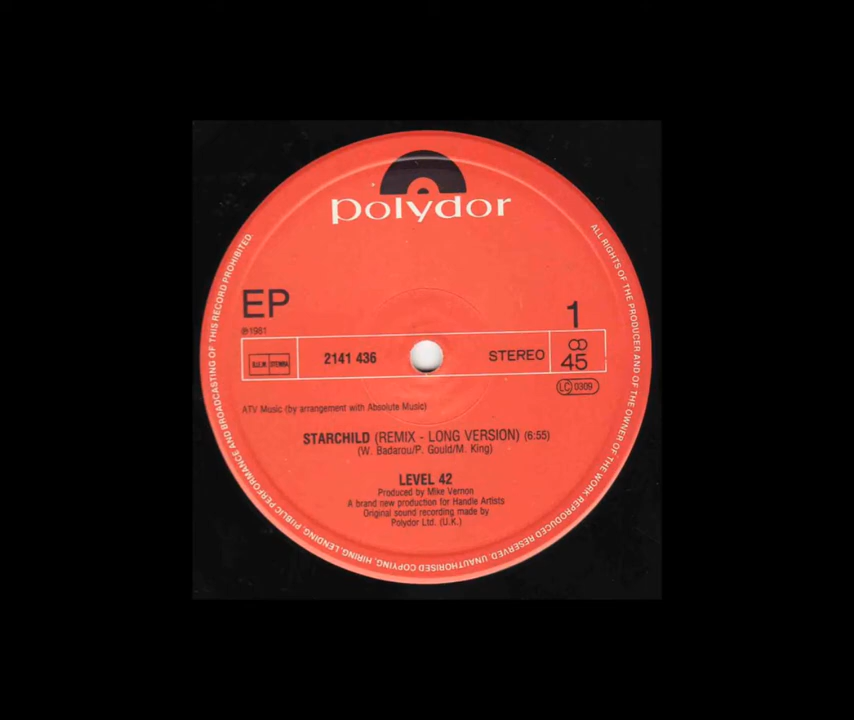 polydor
EP
1
℗1981
B.I.E.M. STEMRA
2141 436
STEREO
45
LC 0309
ATV Music (by arrangement with Absolute Music)
STARCHILD (REMIX - LONG VERSION) (6:55)
(W. Badarou/P. Gould/M. King)
LEVEL 42
Produced by Mike Vernon
A brand new production for Handle Artists
Original sound recording made by
Polydor Ltd. (U.K.)
ALL RIGHTS OF THE PRODUCER AND OF THE OWNER OF THE WORK REPRODUCED RESERVED. UNAUTHORISED COPYING, HIRING, LENDING, PUBLIC PERFORMANCE AND BROADCASTING OF THIS RECORD PROHIBITED.